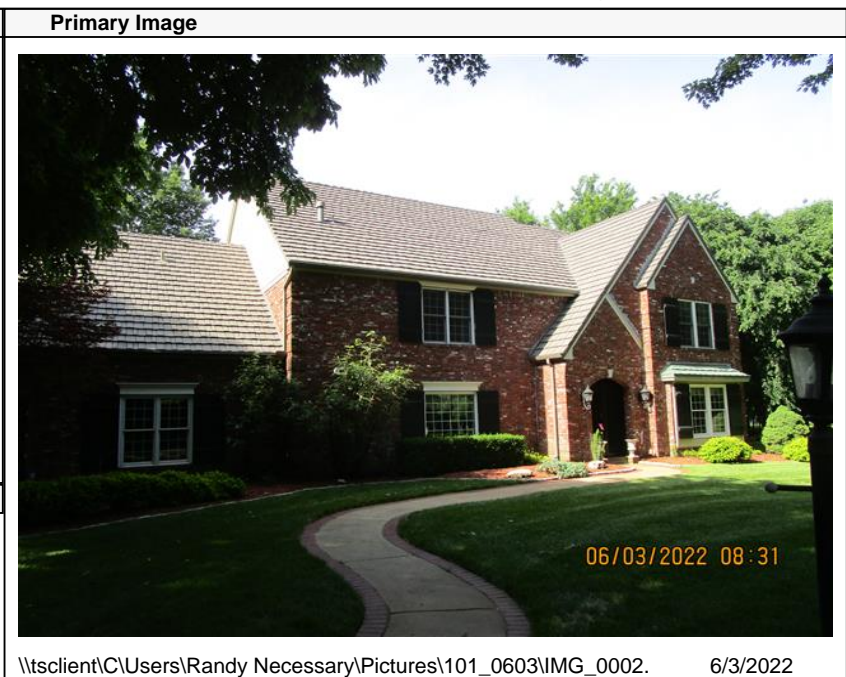 Primary Image
06/03/2022 08:31
\\tsclient\C\Users\Randy Necessary\Pictures\101_0603\IMG_0002.
6/3/2022